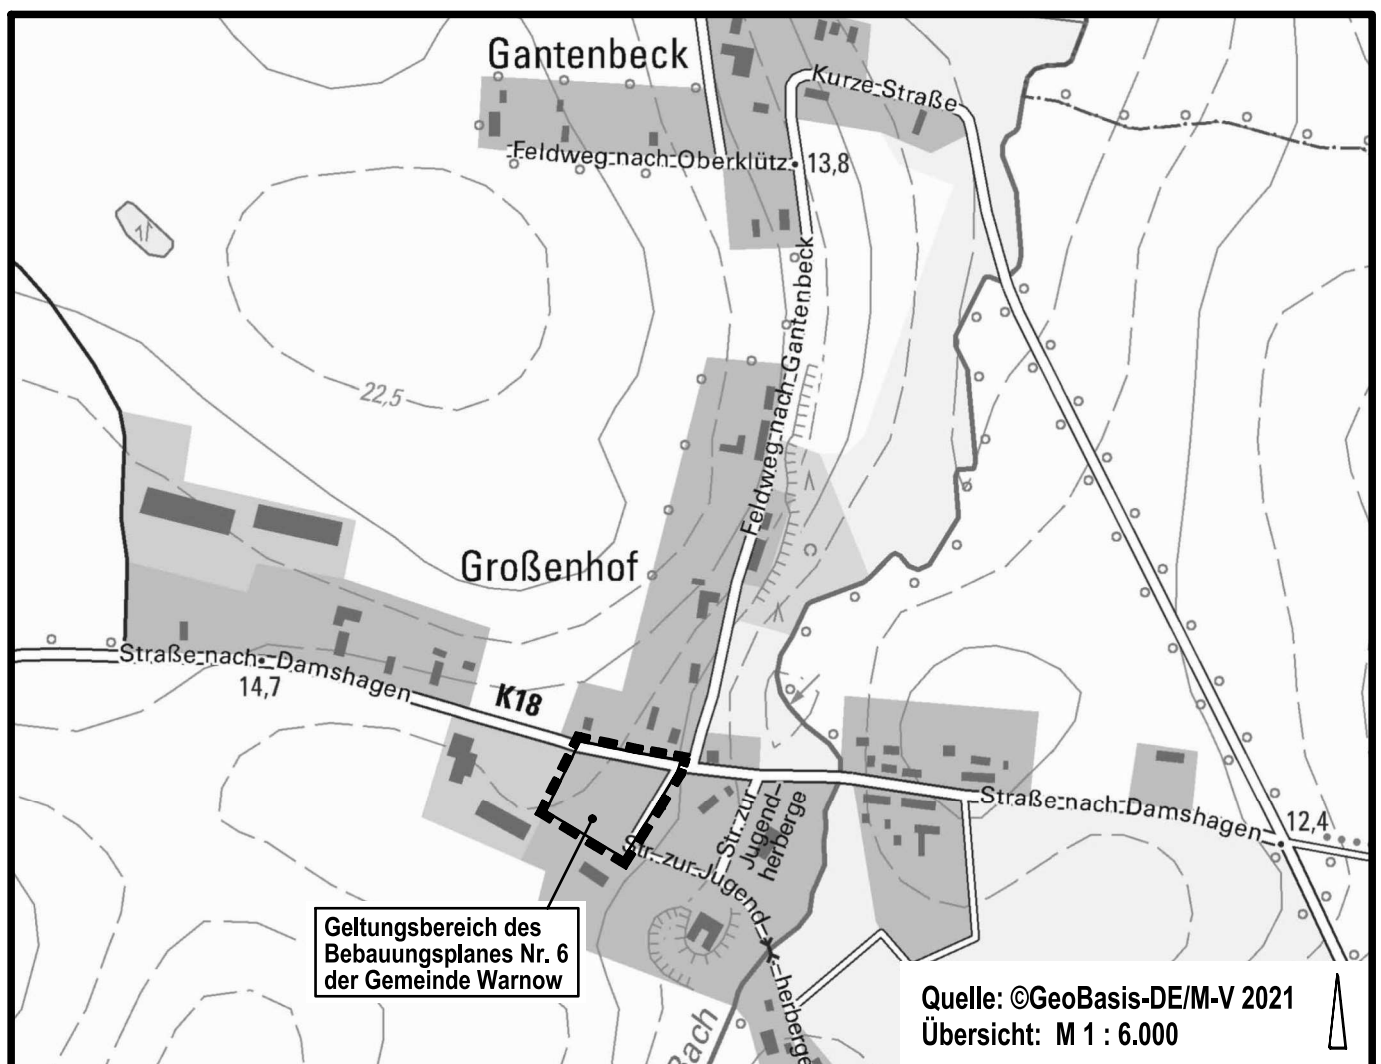 Gantenbeck
Kurze Straße
Feldweg nach Oberklütz
13,8
Feldweg nach Gantenbeck
22,5
Großenhof
Straße nach Damshagen
14,7
K18
Str. zur
Jugend-
herberge
Straße nach Damshagen
12,4
Str. zur Jugend-
herberge
Geltungsbereich des
Bebauungsplanes Nr. 6
der Gemeinde Warnow
Bach
Quelle: ©GeoBasis-DE/M-V 2021
Übersicht: M 1 : 6.000